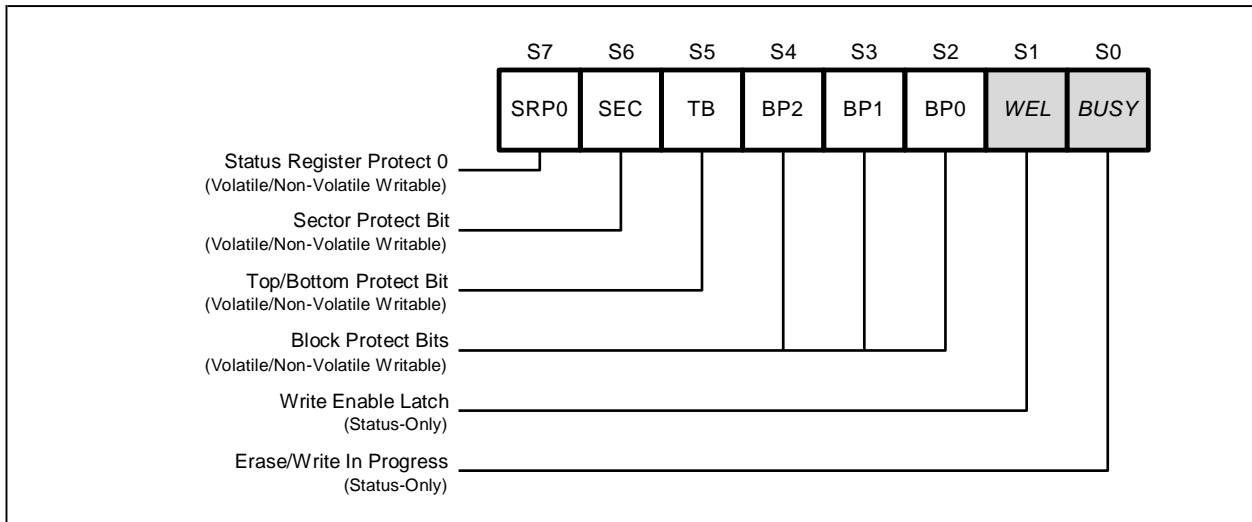 S7 S6 S5 S4 S3 S2 S1 S0
SRP0 SEC TB BP2 BP1 BP0 WEL BUSY
Status Register Protect 0
(Volatile/Non-Volatile Writable)
Sector Protect Bit
(Volatile/Non-Volatile Writable)
Top/Bottom Protect Bit
(Volatile/Non-Volatile Writable)
Block Protect Bits
(Volatile/Non-Volatile Writable)
Write Enable Latch
(Status-Only)
Erase/Write In Progress
(Status-Only)